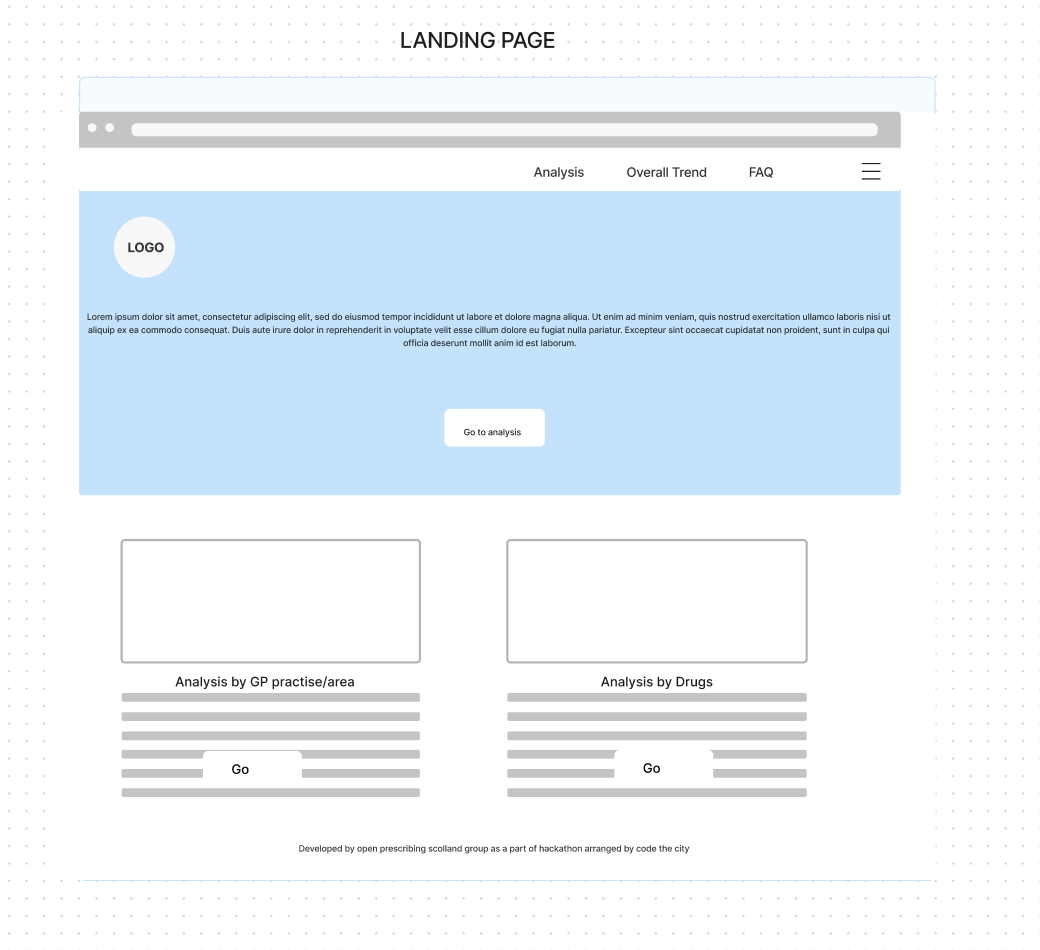 LANDING PAGE
Analysis Overall Trend FAQ
LOGO
Lorem ipsum dolor sit amet, consectetur adipiscing elit, sed do eiusmod tempor incididunt ut labore et dolore magna aliqua. Ut enim ad minim veniam, quis nostrud exercitation ullamco laboris nisi ut
aliquip ex ea commodo consequat. Duis aute irure dolor in reprehenderit in voluptate velit esse cillum dolore eu fugiat nulla pariatur. Excepteur sint occaecat cupidatat non proident, sunt in culpa qui
officia deserunt mollit anim id est laborum.
Go to analysis
Analysis by GP practise/area
Go
Analysis by Drugs
Go
Developed by open prescribing scolland group as a part of hackathon arranged by code the city